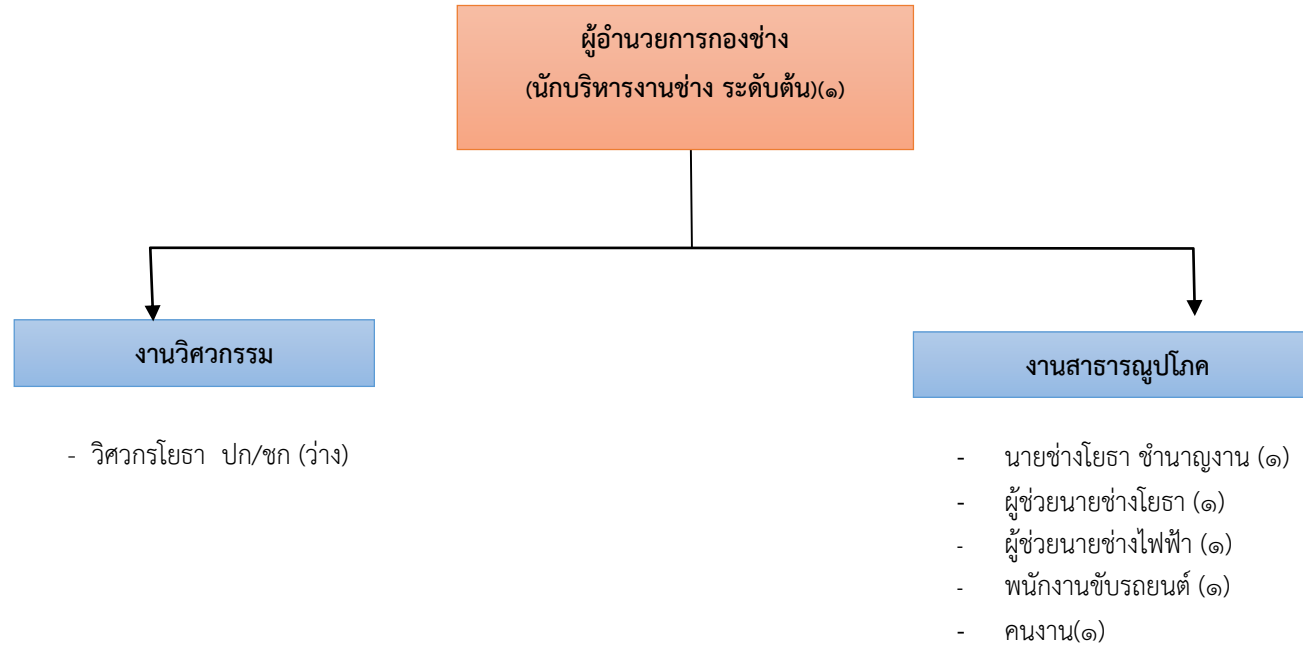 ผู้อำนวยการกองช่าง
(นักบริหารงานช่าง ระดับต้น)(๑)
งานวิศวกรรม
- วิศวกรโยธา ปก/ชก (ว่าง)
งานสาธารณูปโภค
- นายช่างโยธา ชำนาญงาน (๑)
- ผู้ช่วยนายช่างโยธา (๑)
- ผู้ช่วยนายช่างไฟฟ้า (๑)
- พนักงานขับรถยนต์ (๑)
- คนงาน(๑)